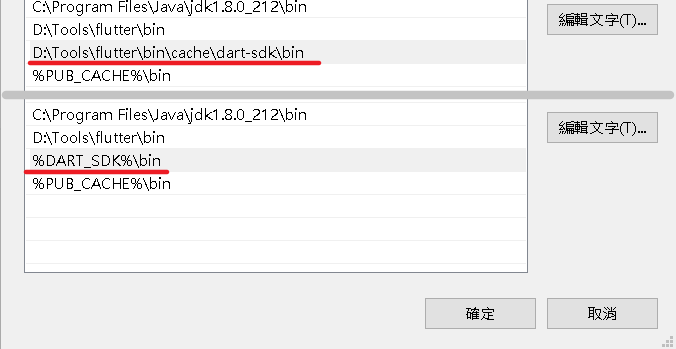 C:\Program Files\Java\jdk1.8.0_212\bin
D:\Tools\flutter\bin
D:\Tools\flutter\bin\cache\dart-sdk\bin
%PUB_CACHE%\bin
編輯文字(T)...
C:\Program Files\Java\jdk1.8.0_212\bin
D:\Tools\flutter\bin
%DART_SDK%\bin
%PUB_CACHE%\bin
編輯文字(T)...
確定
取消